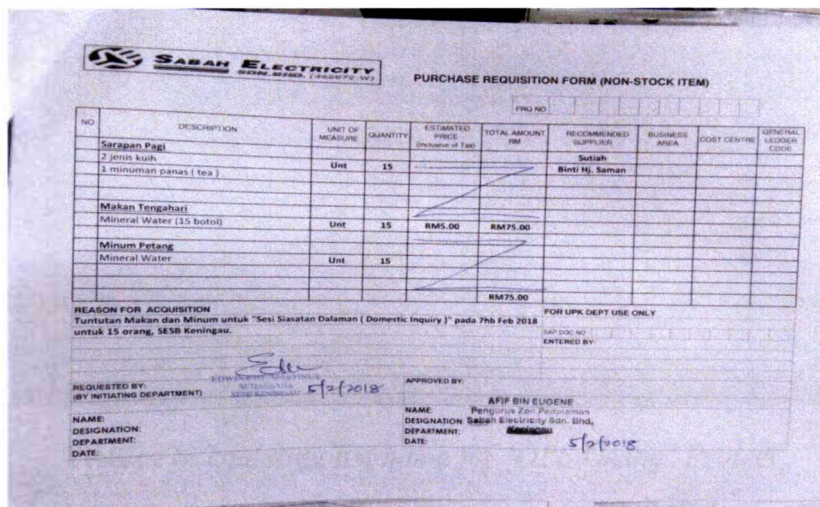 SABAH ELECTRICITY
SDN. BHD. (462872-W)
PURCHASE REQUISITION FORM (NON-STOCK ITEM)
FRQ NO
NO DESCRIPTION UNIT OF MEASURE QUANTITY ESTIMATED PRICE (Inclusive of Tax) TOTAL AMOUNT RM RECOMMENDED SUPPLIER BUSINESS AREA COST CENTRE GENERAL LEDGER CODE
Sarapan Pagi
2 jenis kuih Unt 15 Sutiah
1 minuman panas ( tea ) Binti Hj. Saman
Makan Tengahari
Mineral Water (15 botol) Unt 15 RM5.00 RM75.00
Minum Petang
Mineral Water Unt 15
RM75.00
REASON FOR ACQUISITION
Tuntutan Makan dan Minum untuk "Sesi Siasatan Dalaman ( Domestic Inquiry )" pada 7hb Feb 2018
untuk 15 orang, SESB Keningau.
FOR UPK DEPT USE ONLY
SAP DOC NO
ENTERED BY:
REQUESTED BY:
(BY INITIATING DEPARTMENT)
SETIAUSAHA
SESB KENINGAU
5/2/2018
NAME:
DESIGNATION:
DEPARTMENT:
DATE:
APPROVED BY:
AFIF BIN EUGENE
NAME: Pengurus Zon Pedalaman
DESIGNATION: Sabah Electricity Sdn. Bhd,
DEPARTMENT: Keningau
DATE: 5/2/2018